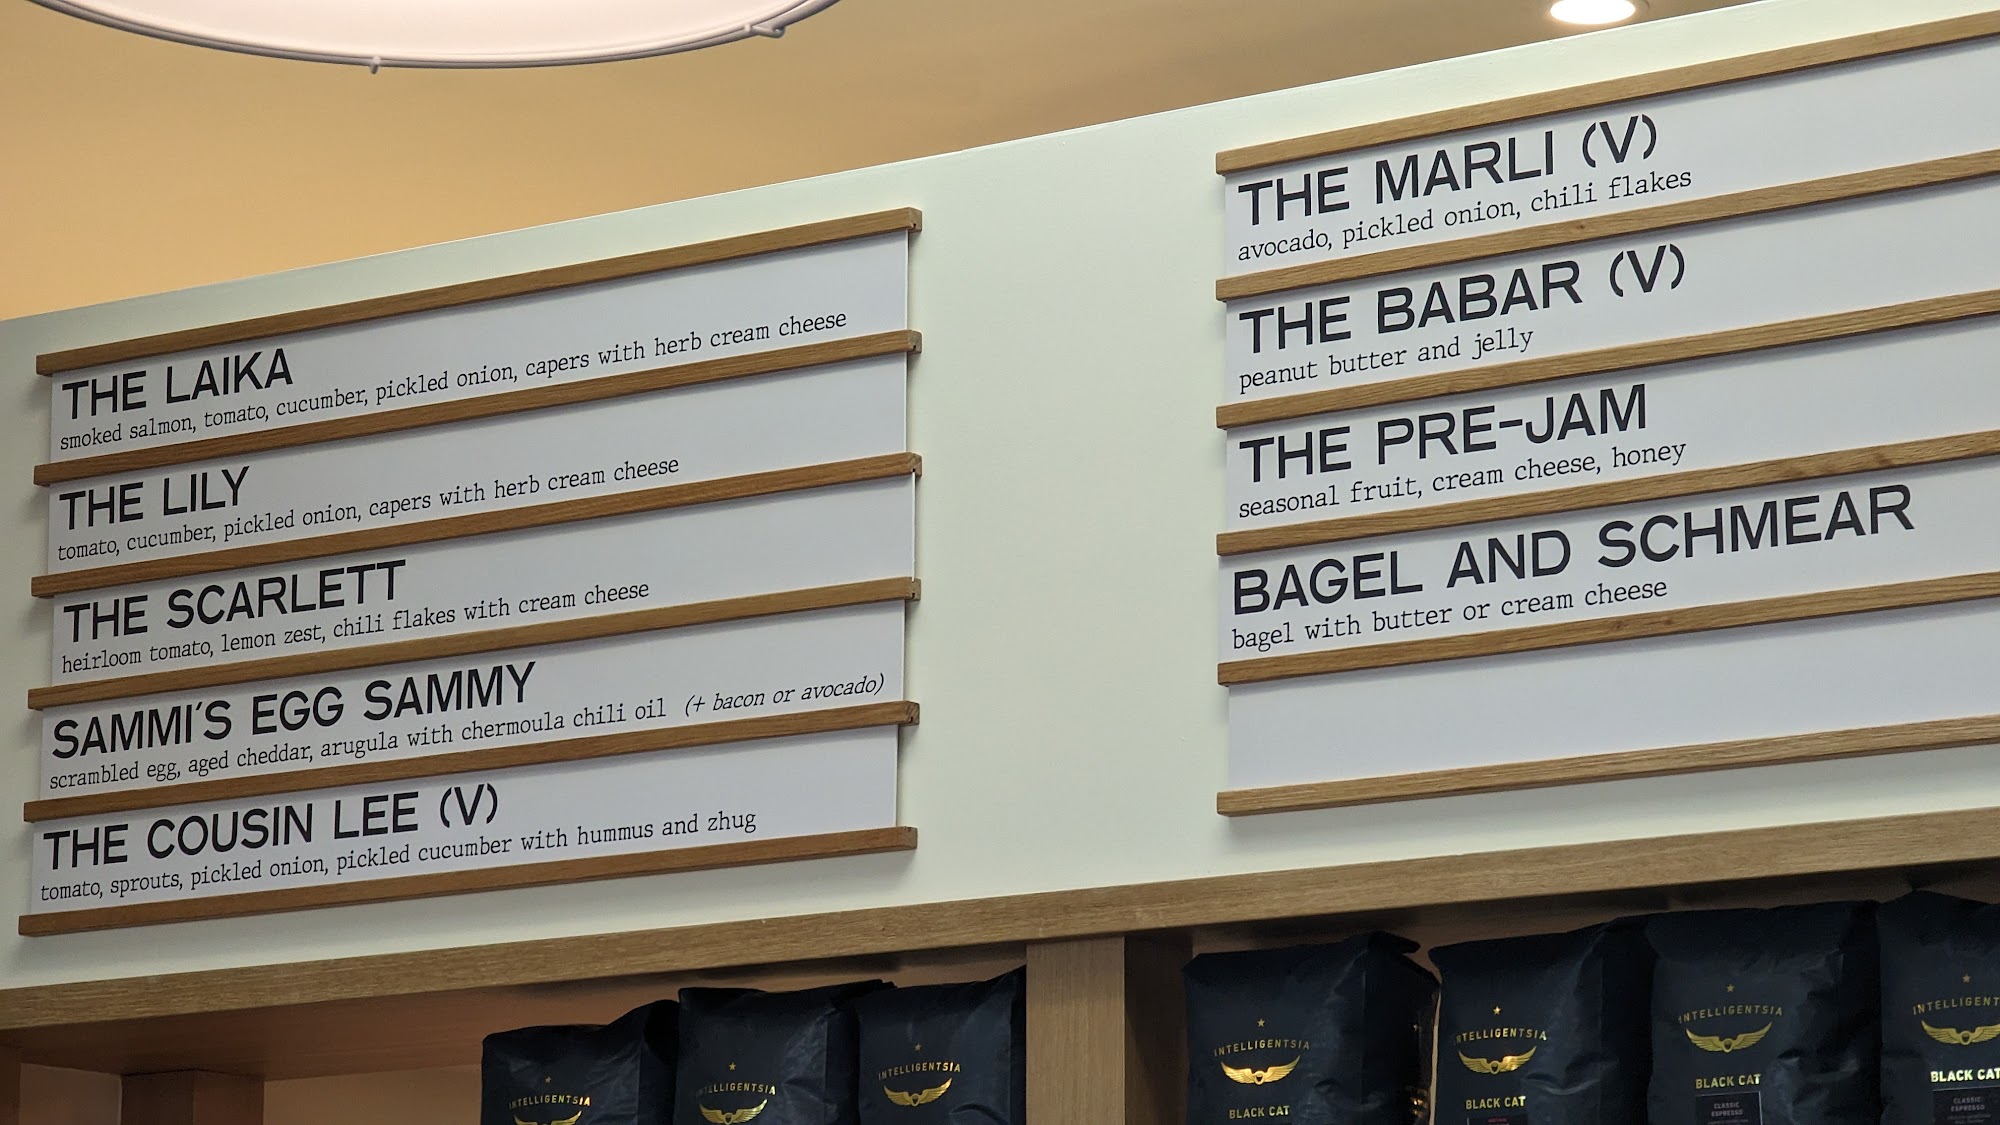 THE LAIKA
smoked salmon, tomato, cucumber, pickled onion, capers with herb cream cheese
THE LILY
tomato, cucumber, pickled onion, capers with herb cream cheese
THE SCARLETT
heirloom tomato, lemon zest, chili flakes with cream cheese
SAMMI'S EGG SAMMY
scrambled egg, aged cheddar, arugula with chermoula chili oil (+ bacon or avocado)
THE COUSIN LEE (V)
tomato, sprouts, pickled onion, pickled cucumber with hummus and zhug
THE MARLI (V)
avocado, pickled onion, chili flakes
THE BABAR (V)
peanut butter and jelly
THE PRE-JAM
seasonal fruit, cream cheese, honey
BAGEL AND SCHMEAR
bagel with butter or cream cheese
INTELLIGENTSIA
INTELLIGENTSIA
INTELLIGENTSIA
INTELLIGENTSIA
BLACK CAT
INTELLIGENTSIA
BLACK CAT
INTELLIGENTSIA
BLACK CAT
CLASSIC
ESPRESSO
INTELLIGENT
BLACK CAT
CLASSIC
ESPRESSO